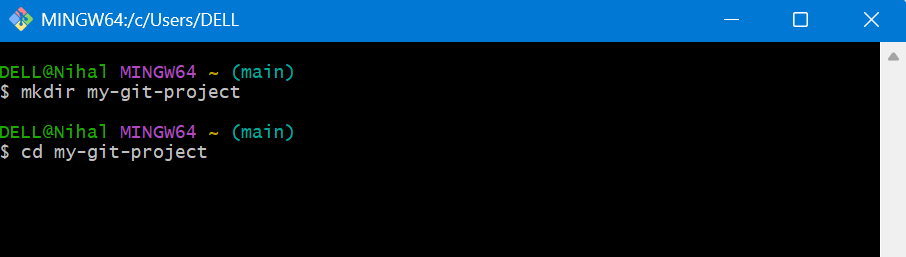 MINGW64:/c/Users/DELL
DELL@Nihal MINGW64 ~ (main)
$ mkdir my-git-project
DELL@Nihal MINGW64 ~ (main)
$ cd my-git-project